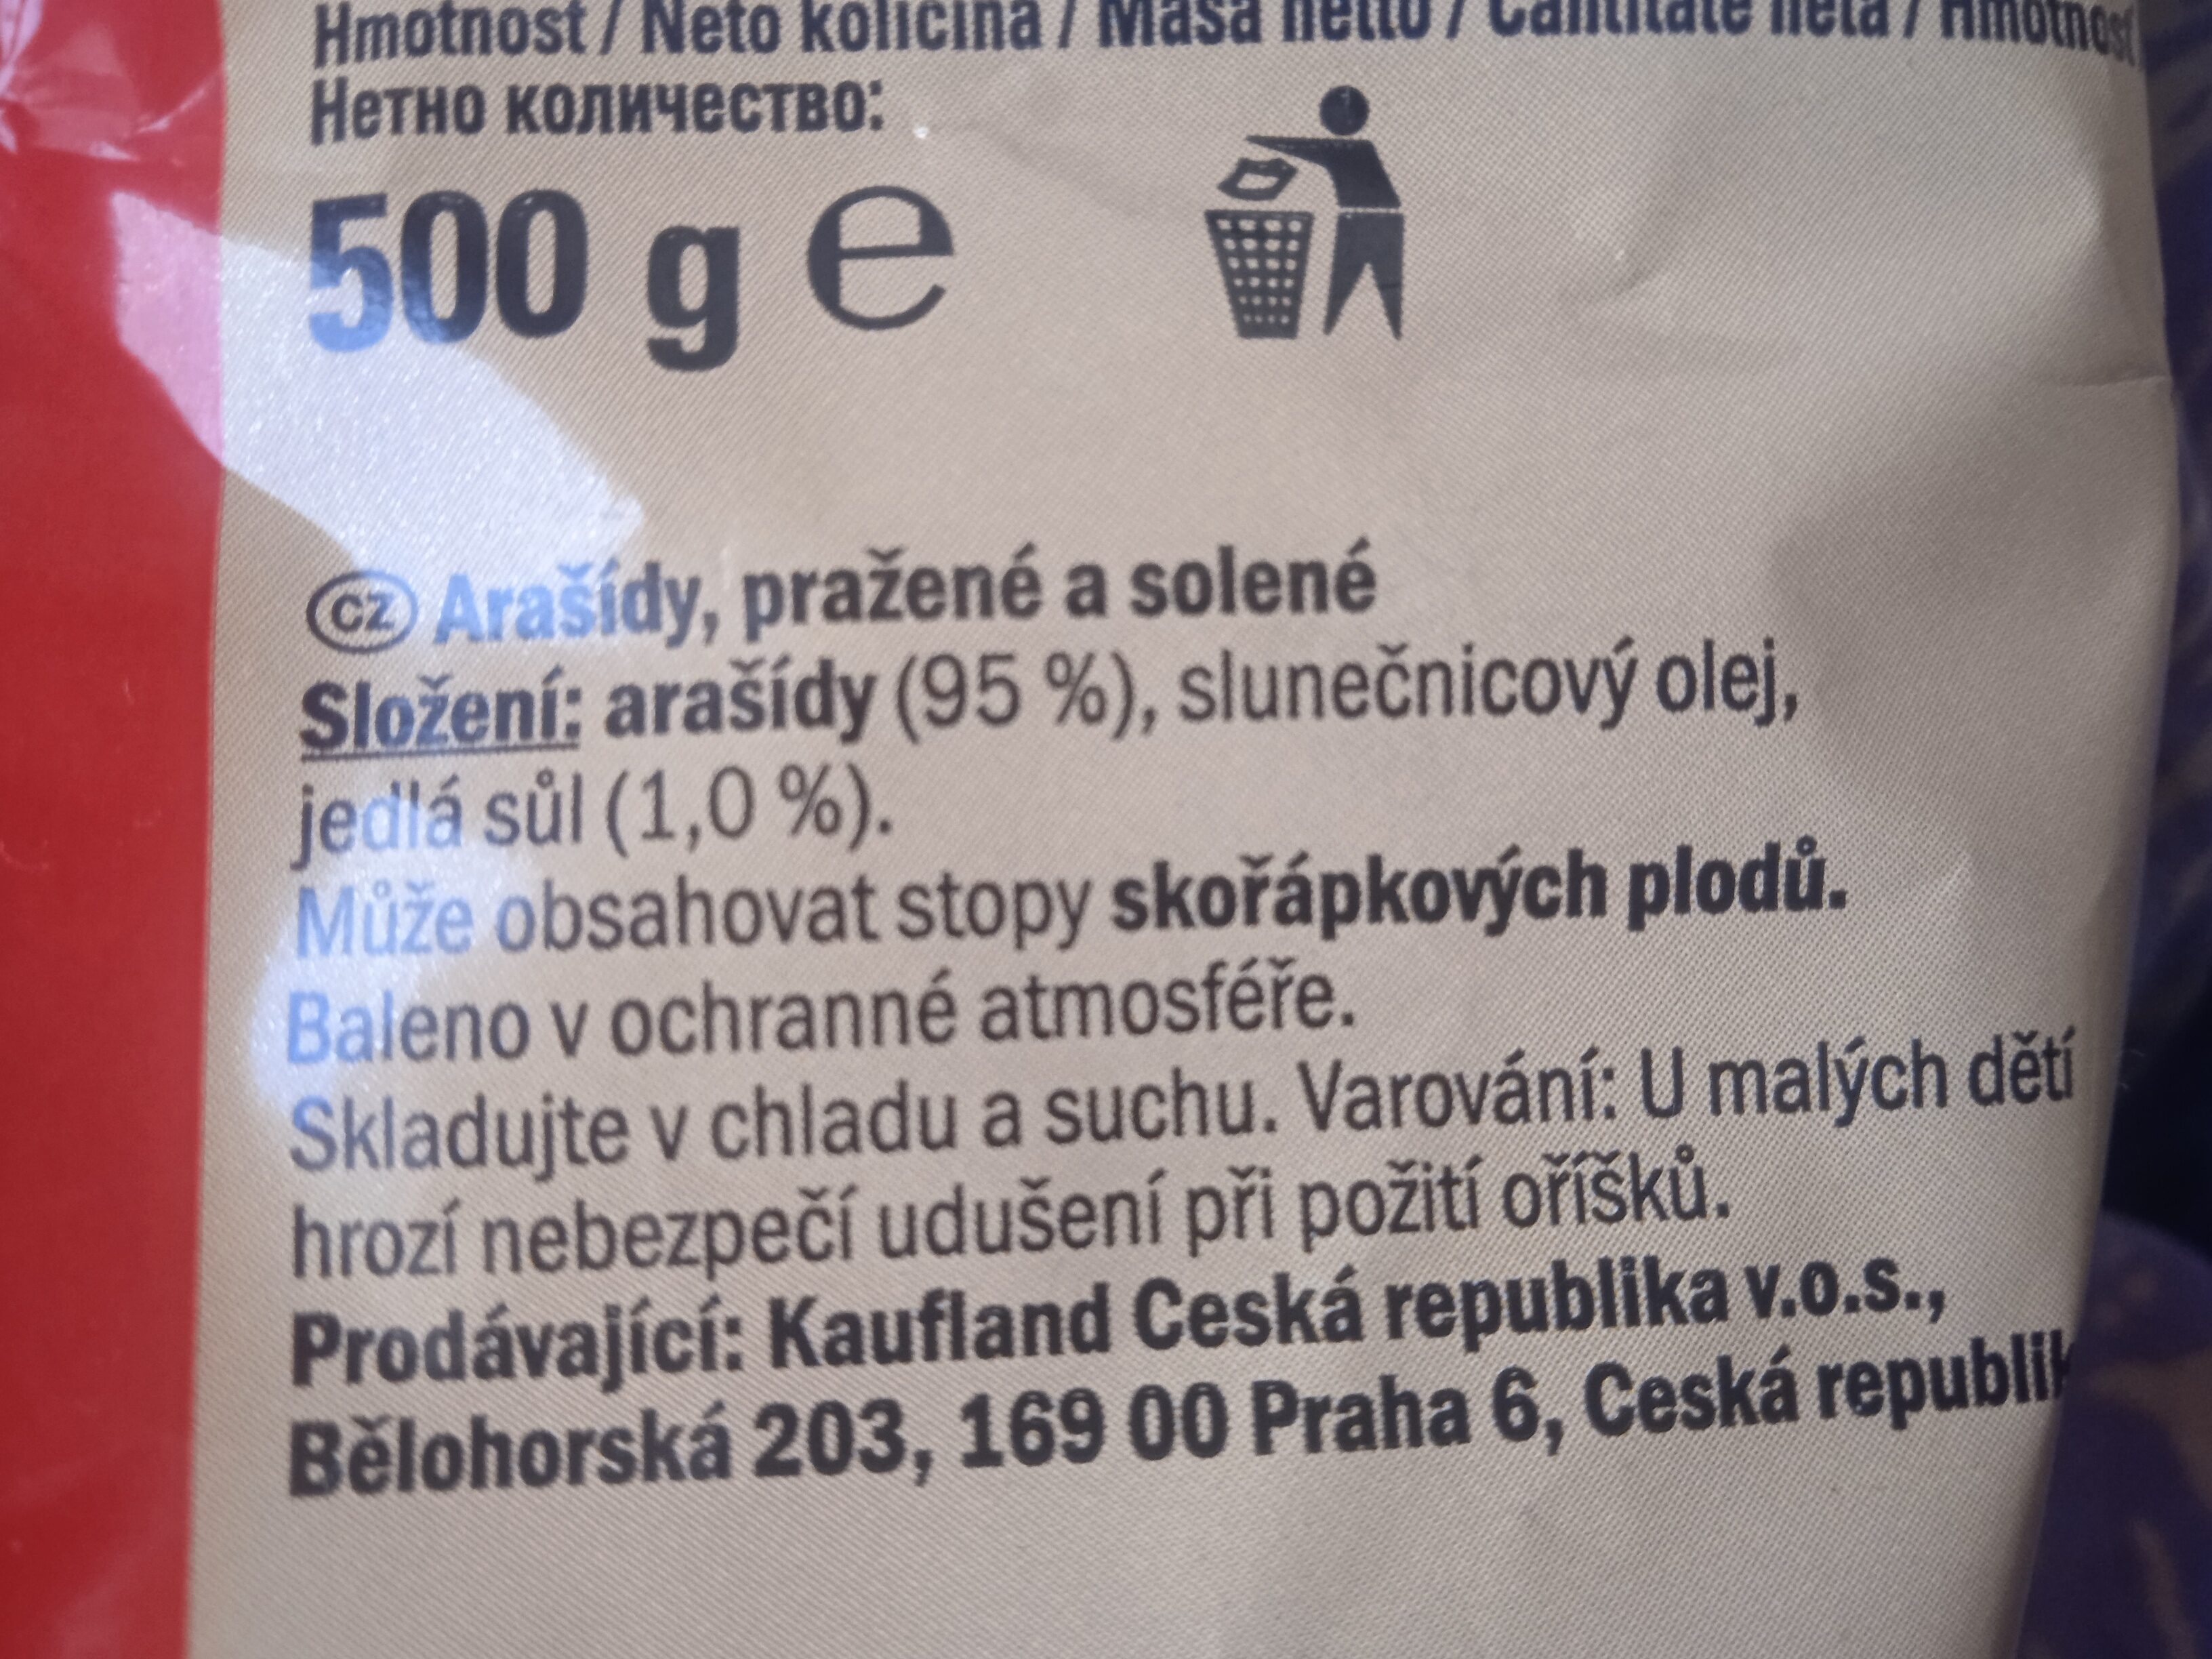 Hmotnost / Neto količina / Masa netto / Cantitate netă / Hmotnosť
Нетно количество:
500 g e
CZ Arašídy, pražené a solené
Složení: arašídy (95 %), slunečnicový olej,
jedlá sůl (1,0 %).
Může obsahovat stopy skořápkových plodů.
Baleno v ochranné atmosféře.
Skladujte v chladu a suchu. Varování: U malých dětí
hrozí nebezpečí udušení při požití oříšků.
Prodávající: Kaufland Ceská republika v.o.s.,
Bělohorská 203, 169 00 Praha 6, Ceská republik